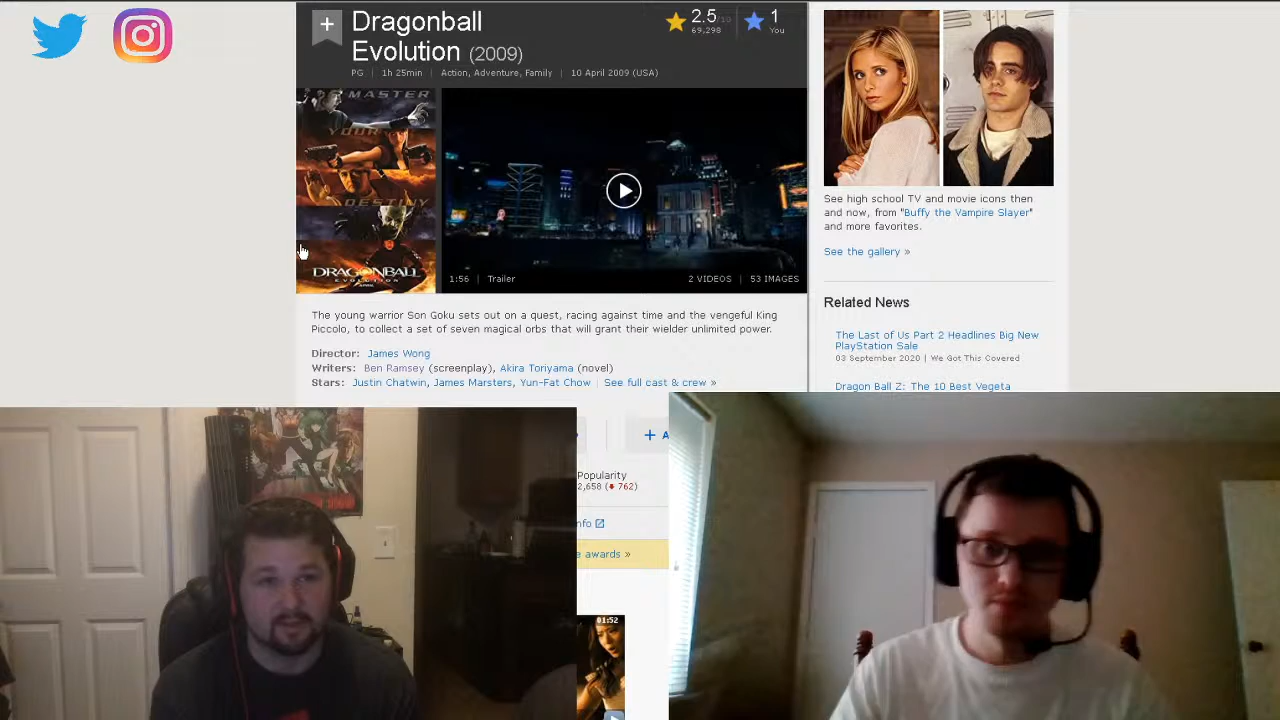 Dragonball
Evolution (2009)
2.5/10
69,298
1
You
PG | 1h 25min | Action, Adventure, Family | 10 April 2009 (USA)
MASTER
YOUR
DESTINY
DRAGONBALL
EVOLUTION
1:56 | Trailer
2 VIDEOS | 53 IMAGES
The young warrior Son Goku sets out on a quest, racing against time and the vengeful King
Piccolo, to collect a set of seven magical orbs that will grant their wielder unlimited power.
Director: James Wong
Writers: Ben Ramsey (screenplay), Akira Toriyama (novel)
Stars: Justin Chatwin, James Marsters, Yun-Fat Chow | See full cast & crew »
See high school TV and movie icons then
and now, from "Buffy the Vampire Slayer"
and more favorites.
See the gallery »
Related News
The Last of Us Part 2 Headlines Big New
PlayStation Sale
03 September 2020 | We Got This Covered
Dragon Ball Z: The 10 Best Vegeta
+ A
Popularity
2,658 (762)
nfo
e awards »
01:52